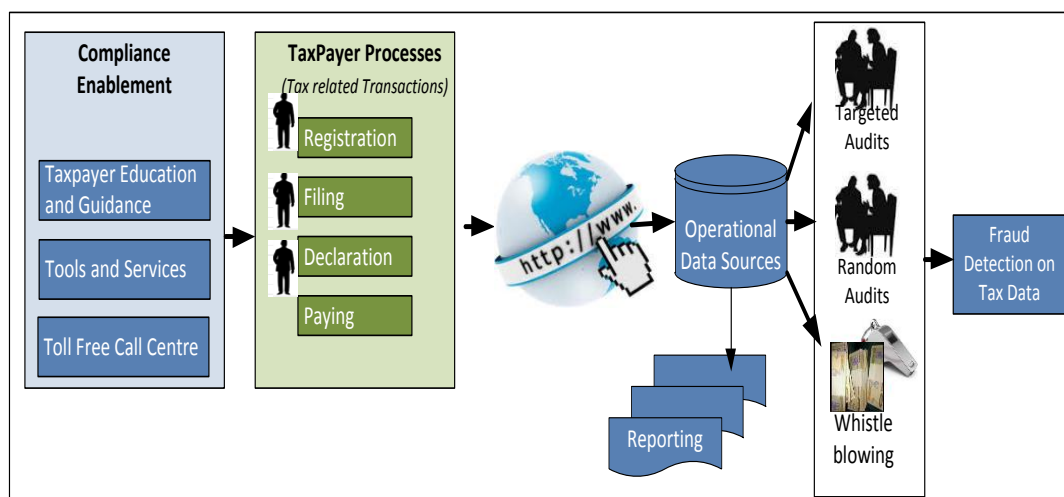 Compliance
Enablement
Taxpayer Education
and Guidance
Tools and Services
Toll Free Call Centre
TaxPayer Processes
(Tax related Transactions)
Registration
Filing
Declaration
Paying
http://www.
Operational
Data Sources
Reporting
Targeted
Audits
Random
Audits
Whistle
blowing
Fraud
Detection on
Tax Data